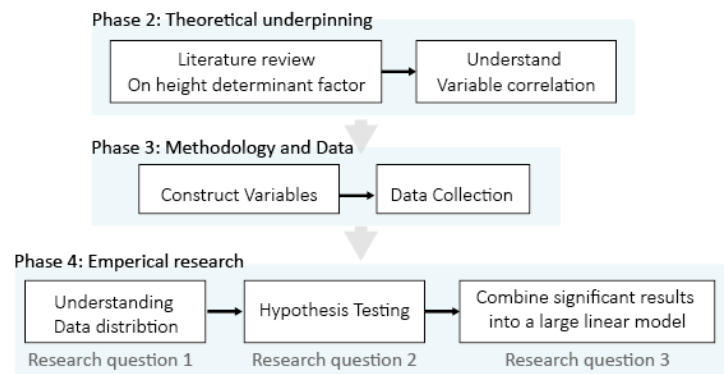 Phase 2: Theoretical underpinning
Literature review
On height determinant factor
Understand
Variable correlation
Phase 3: Methodology and Data
Construct Variables
Data Collection
Phase 4: Emperical research
Understanding
Data distribtion
Hypothesis Testing
Combine significant results
into a large linear model
Research question 1
Research question 2
Research question 3